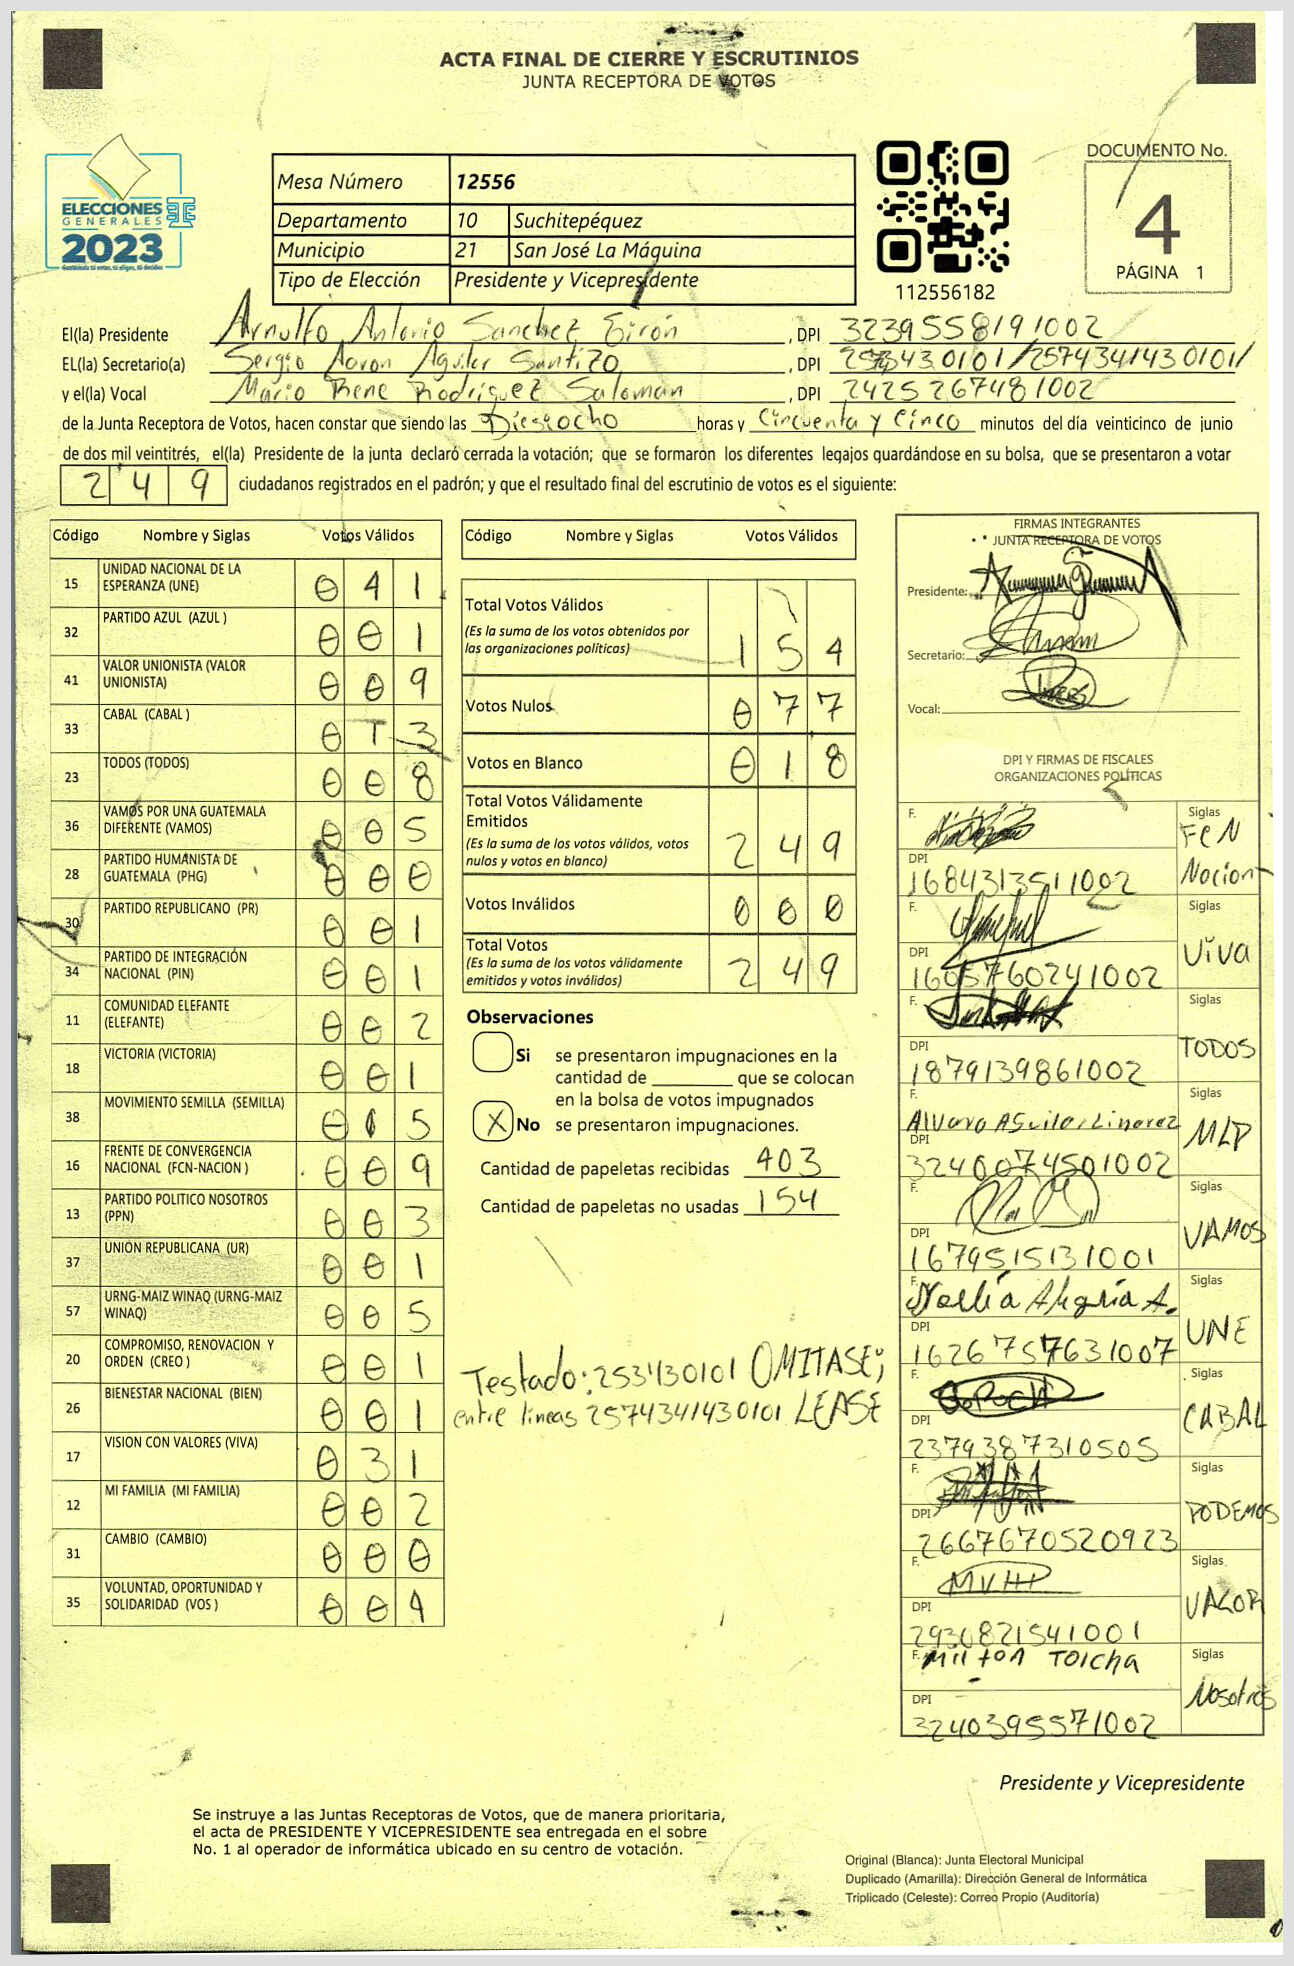 ACTA FINAL DE CIERRE Y ESCRUTINIOS
JUNTA RECEPTORA DE VOTOS
ELECCIONES
GENERALES
2023
Mesa Número 12556
Departamento 10 Suchitepéquez
Municipio 21 San José La Máquina
Tipo de Elección Presidente y Vicepresidente
112556182
DOCUMENTO No.
4
PÁGINA 1
El(la) Presidente Arnulfo Antonio Sanchez Girón, DPI 3239558191002
EL(la) Secretario(a) Sergio Aaron Aguilar Santizo, DPI 2574341430101/
y el(la) Vocal Mario Rene Rodriguez Saloman, DPI 2425267481002
de la Junta Receptora de Votos, hacen constar que siendo las Diesiocho horas y Cincuenta y Cinco minutos del día veinticinco de junio
de dos mil veintitrés, el(la) Presidente de la junta declaró cerrada la votación; que se formaron los diferentes legajos guardándose en su bolsa, que se presentaron a votar
249 ciudadanos registrados en el padrón; y que el resultado final del escrutinio de votos es el siguiente:
Código Nombre y Siglas Votos Válidos
15 UNIDAD NACIONAL DE LA ESPERANZA (UNE) 0 4 1
32 PARTIDO AZUL (AZUL ) 0 0 1
41 VALOR UNIONISTA (VALOR UNIONISTA) 0 0 9
33 CABAL (CABAL ) 0 1 3
23 TODOS (TODOS) 0 0 8
36 VAMOS POR UNA GUATEMALA DIFERENTE (VAMOS) 0 0 5
28 PARTIDO HUMANISTA DE GUATEMALA (PHG) 0 0 0
30 PARTIDO REPUBLICANO (PR) 0 0 1
34 PARTIDO DE INTEGRACIÓN NACIONAL (PIN) 0 0 1
11 COMUNIDAD ELEFANTE (ELEFANTE) 0 0 2
18 VICTORIA (VICTORIA) 0 0 1
38 MOVIMIENTO SEMILLA (SEMILLA) 0 1 5
16 FRENTE DE CONVERGENCIA NACIONAL (FCN-NACION ) 0 0 9
13 PARTIDO POLITICO NOSOTROS (PPN) 0 0 3
37 UNION REPUBLICANA (UR) 0 0 1
57 URNG-MAIZ WINAQ (URNG-MAIZ WINAQ) 0 0 5
20 COMPROMISO, RENOVACION Y ORDEN (CREO ) 0 0 1
26 BIENESTAR NACIONAL (BIEN) 0 0 1
17 VISION CON VALORES (VIVA) 0 3 1
12 MI FAMILIA (MI FAMILIA) 0 0 2
31 CAMBIO (CAMBIO) 0 0 0
35 VOLUNTAD, OPORTUNIDAD Y SOLIDARIDAD (VOS ) 0 0 4
Código Nombre y Siglas Votos Válidos
Total Votos Válidos 1 5 4
(Es la suma de los votos obtenidos por
las organizaciones políticas)
Votos Nulos 0 7 7
Votos en Blanco 0 1 8
Total Votos Válidamente
Emitidos 2 4 9
(Es la suma de los votos válidos, votos
nulos y votos en blanco)
Votos Inválidos 0 0 0
Total Votos 2 4 9
(Es la suma de los votos válidamente
emitidos y votos inválidos)
Observaciones
Si se presentaron impugnaciones en la
cantidad de ________ que se colocan
en la bolsa de votos impugnados
X No se presentaron impugnaciones.
Cantidad de papeletas recibidas 403
Cantidad de papeletas no usadas 154
Testado: 253430101 OMITASE;
entre lineas 2574341430101 LEASE
FIRMAS INTEGRANTES
JUNTA RECEPTORA DE VOTOS
Presidente:
Secretario:
Vocal:
DPI Y FIRMAS DE FISCALES
ORGANIZACIONES POLÍTICAS
F. Siglas FCN Nocion
DPI 1684313511002
F. Siglas Viva
DPI 1605760241002
F. Siglas TODOS
DPI 1879139861002
F. Alvaro Aguilar Linarez Siglas MLP
DPI 3240074501002
F. Siglas VAMOS
DPI 1679515131001
F. Noelia Alegria A. Siglas UNE
DPI 1626757631007
F. Siglas CABAL
DPI 2379387310505
F. Siglas PODEMOS
DPI 2667670520923
F. Siglas VALOR
DPI 2930821541001
F. Milton Toicha Siglas Nosotros
DPI 3240395571002
Presidente y Vicepresidente
Se instruye a las Juntas Receptoras de Votos, que de manera prioritaria,
el acta de PRESIDENTE Y VICEPRESIDENTE sea entregada en el sobre
No. 1 al operador de informática ubicado en su centro de votación.
Original (Blanca): Junta Electoral Municipal
Duplicado (Amarilla): Dirección General de Informática
Triplicado (Celeste): Correo Propio (Auditoría)